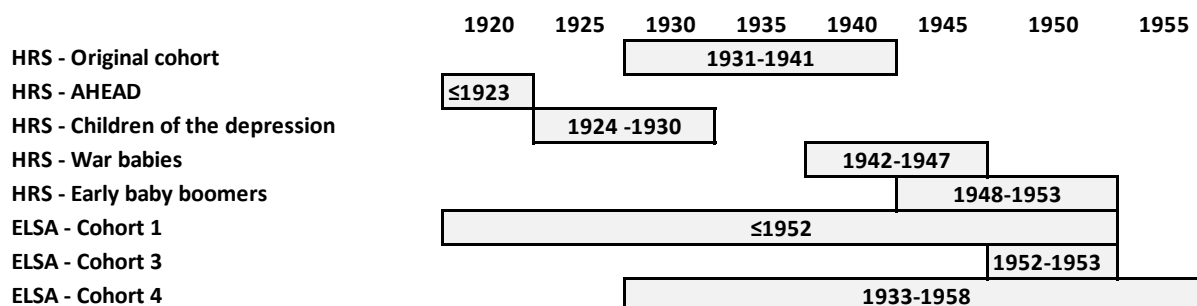 1920 1925 1930 1935 1940 1945 1950 1955
HRS - Original cohort 1931-1941
HRS - AHEAD ≤1923
HRS - Children of the depression 1924 -1930
HRS - War babies 1942-1947
HRS - Early baby boomers 1948-1953
ELSA - Cohort 1 ≤1952
ELSA - Cohort 3 1952-1953
ELSA - Cohort 4 1933-1958